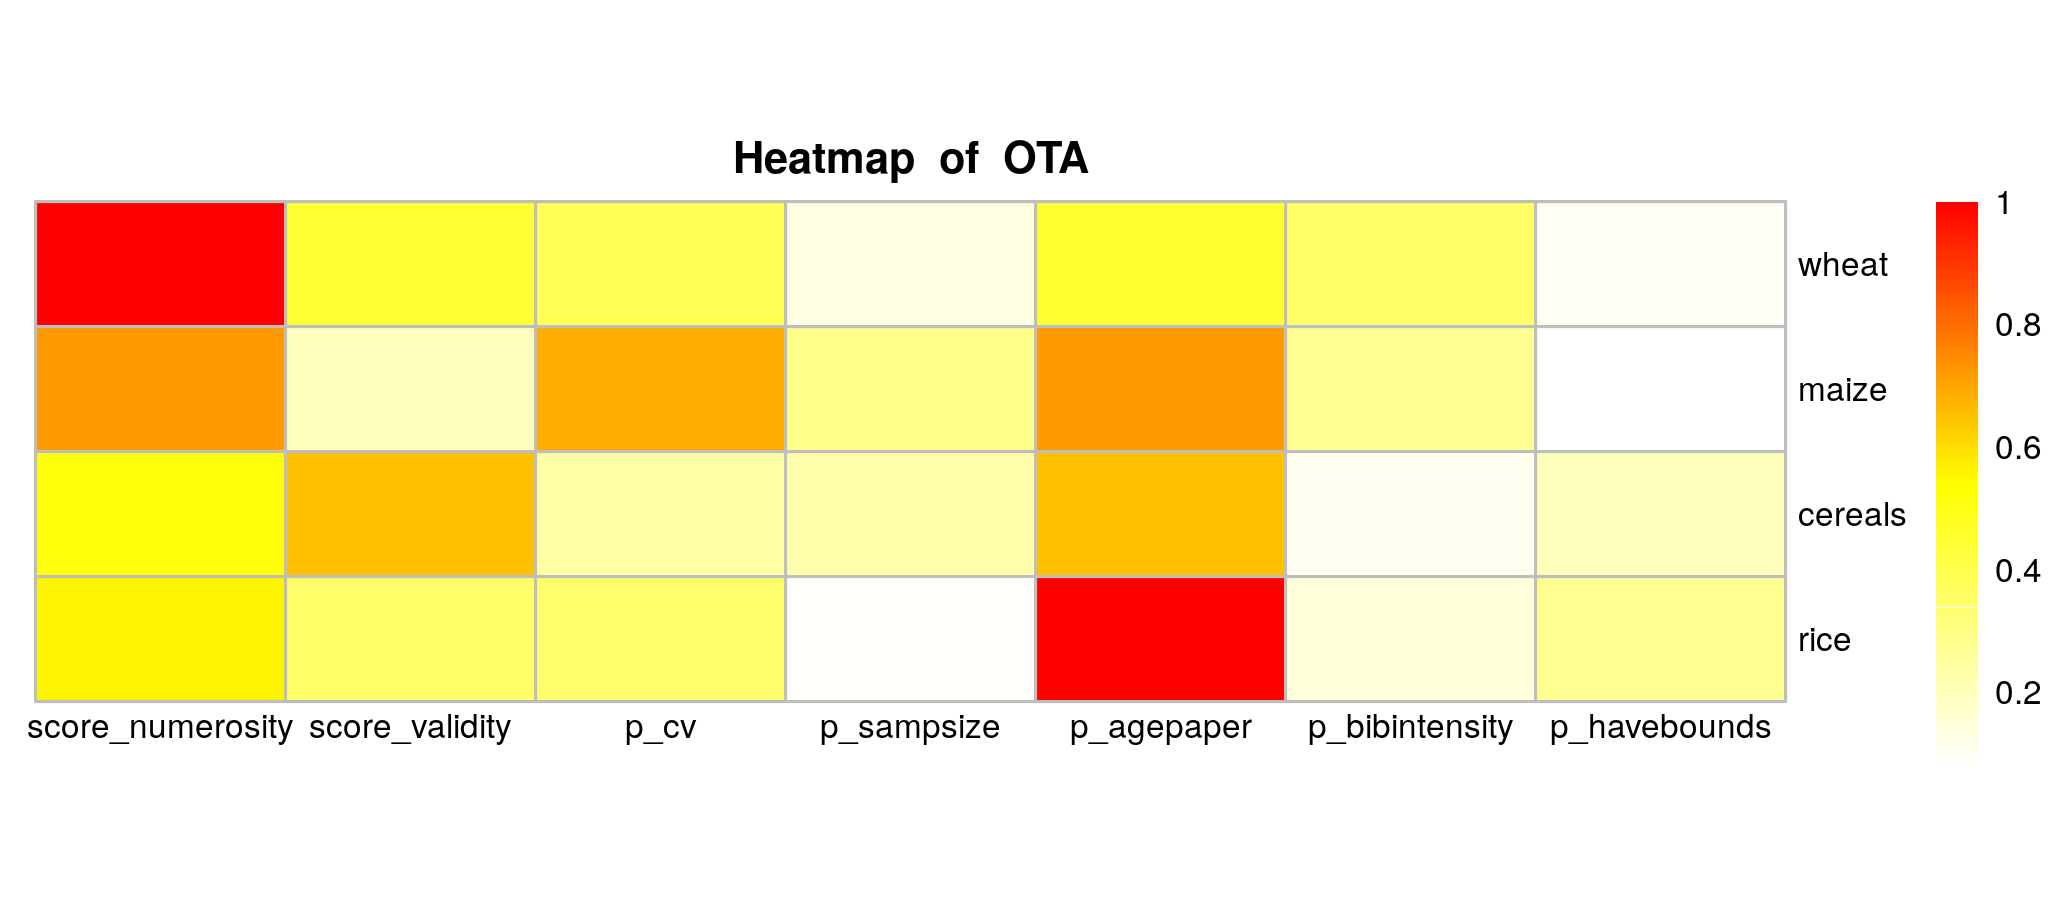 Heatmap of OTA
1
wheat
0.8
maize
0.6
cereals
0.4
rice
0.2
score_numerosity score_validity p_cv p_sampsize p_agepaper p_bibintensity p_havebounds